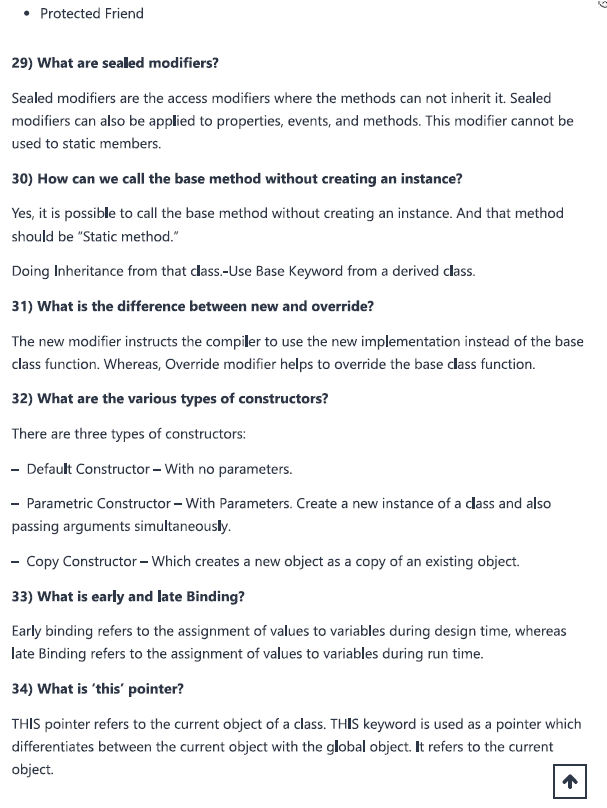 • Protected Friend
29) What are sealed modifiers?
Sealed modifiers are the access modifiers where the methods can not inherit it. Sealed
modifiers can also be applied to properties, events, and methods. This modifier cannot be
used to static members.
30) How can we call the base method without creating an instance?
Yes, it is possible to call the base method without creating an instance. And that method
should be “Static method.”
Doing Inheritance from that class.-Use Base Keyword from a derived class.
31) What is the difference between new and override?
The new modifier instructs the compiler to use the new implementation instead of the base
class function. Whereas, Override modifier helps to override the base class function.
32) What are the various types of constructors?
There are three types of constructors:
– Default Constructor – With no parameters.
– Parametric Constructor – With Parameters. Create a new instance of a class and also
passing arguments simultaneously.
– Copy Constructor – Which creates a new object as a copy of an existing object.
33) What is early and late Binding?
Early binding refers to the assignment of values to variables during design time, whereas
late Binding refers to the assignment of values to variables during run time.
34) What is ‘this’ pointer?
THIS pointer refers to the current object of a class. THIS keyword is used as a pointer which
differentiates between the current object with the global object. It refers to the current
object.